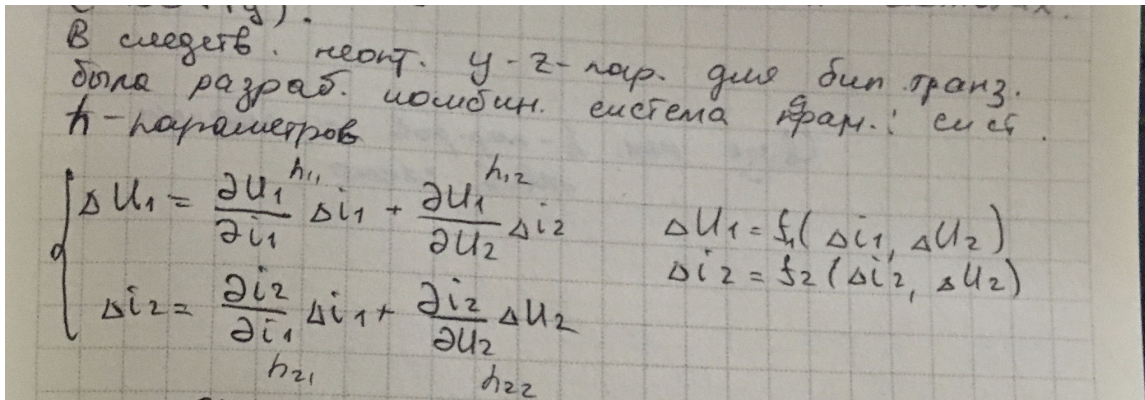 В следств. неопт. y-z-пар. для бип.транз.
была разраб. комбин. система прам.: сист.
h-параметров
ΔU₁ = ∂U₁/∂i₁ Δi₁ + ∂U₁/∂U₂ Δi₂
h₁₁ h₁₂
ΔU₁ = f₁(Δi₁, ΔU₂)
Δi₂ = f₂(Δi₂, ΔU₂)
Δi₂ = ∂i₂/∂i₁ Δi₁ + ∂i₂/∂U₂ ΔU₂
h₂₁ h₂₂